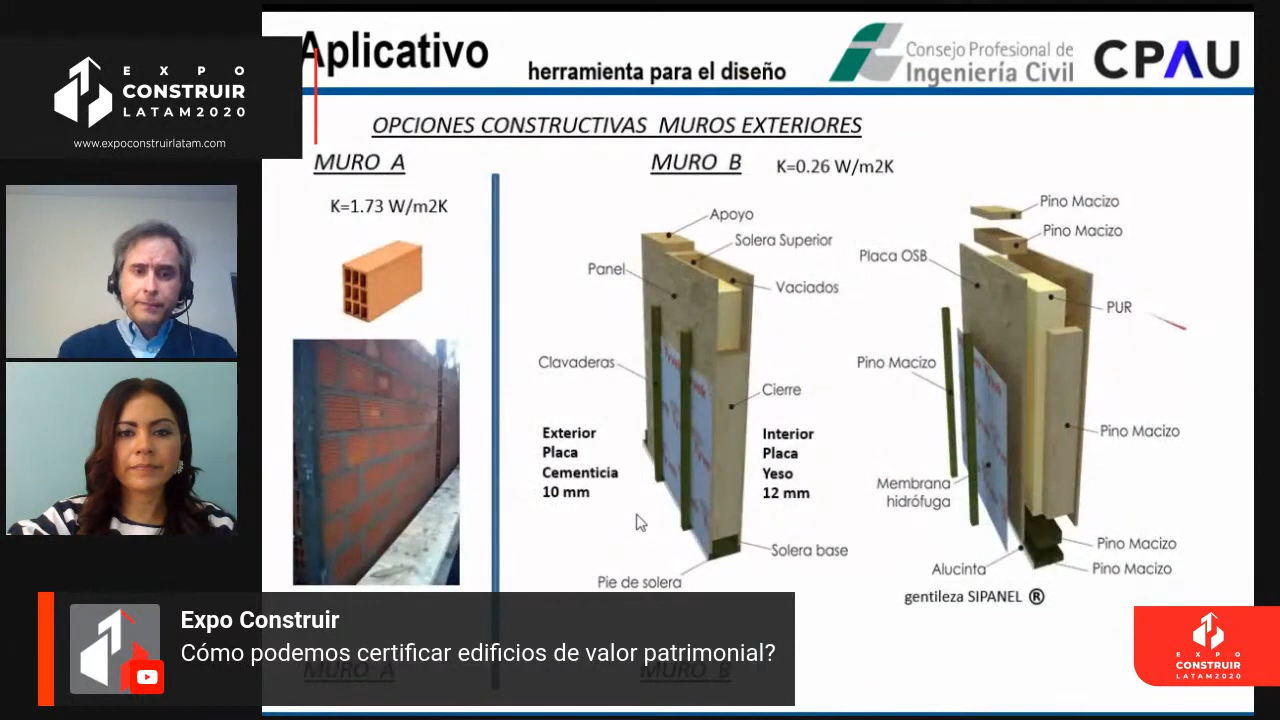 EXPO
CONSTRUIR
LATAM2020
www.expoconstruirlatam.com
Aplicativo
herramienta para el diseño
Consejo Profesional de
Ingeniería Civil
CPAU
OPCIONES CONSTRUCTIVAS MUROS EXTERIORES
MURO A
K=1.73 W/m2K
MURO B
K=0.26 W/m2K
Apoyo
Solera Superior
Panel
Vaciados
Clavaderas
Cierre
Exterior
Placa
Cementicia
10 mm
Interior
Placa
Yeso
12 mm
Solera base
Pie de solera
Pino Macizo
Pino Macizo
Placa OSB
PUR
Pino Macizo
Pino Macizo
Membrana
hidrófuga
Pino Macizo
Alucinta
Pino Macizo
gentileza SIPANEL ®
Expo Construir
Cómo podemos certificar edificios de valor patrimonial?
MURO A
MURO B
EXPO
CONSTRUIR
LATAM2020